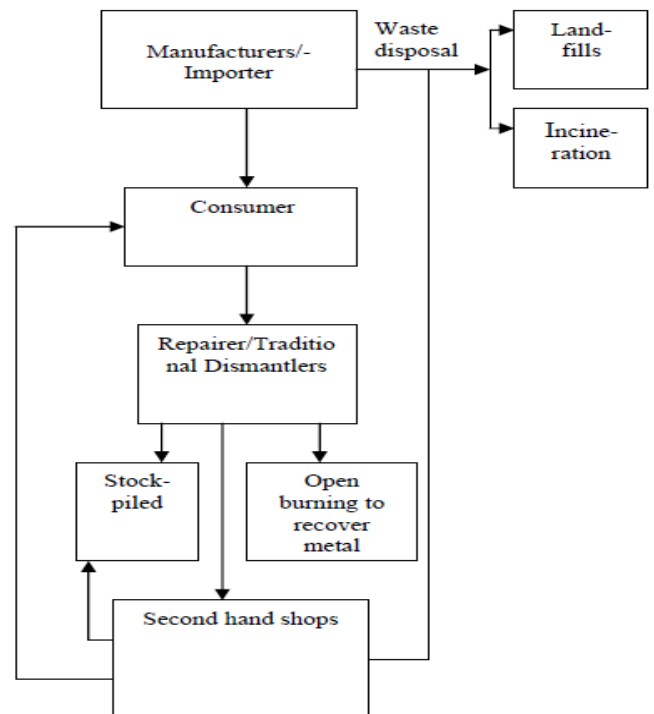 Manufacturers/-
Importer
Waste
disposal
Land-
fills
Incine-
ration
Consumer
Repairer/Traditio
nal Dismantlers
Stock-
piled
Open
burning to
recover
metal
Second hand shops